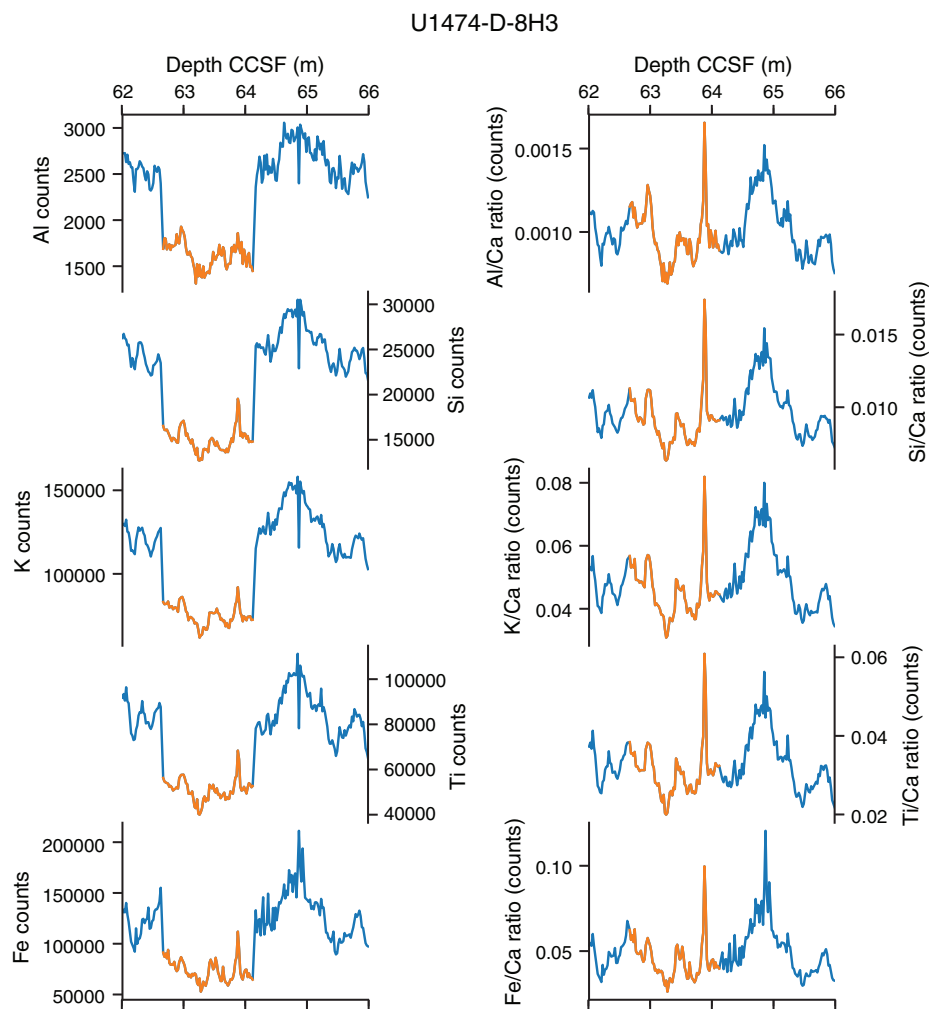 U1474-D-8H3
Depth CCSF (m)
62 63 64 65 66
3000
2500
2000
1500
Al counts
30000
25000
20000
15000
Si counts
150000
100000
K counts
100000
80000
60000
40000
Ti counts
200000
150000
100000
50000
Fe counts
Depth CCSF (m)
62 63 64 65 66
0.0015
0.0010
Al/Ca ratio (counts)
0.015
0.010
Si/Ca ratio (counts)
0.08
0.06
0.04
K/Ca ratio (counts)
0.06
0.04
0.02
Ti/Ca ratio (counts)
0.10
0.05
Fe/Ca ratio (counts)